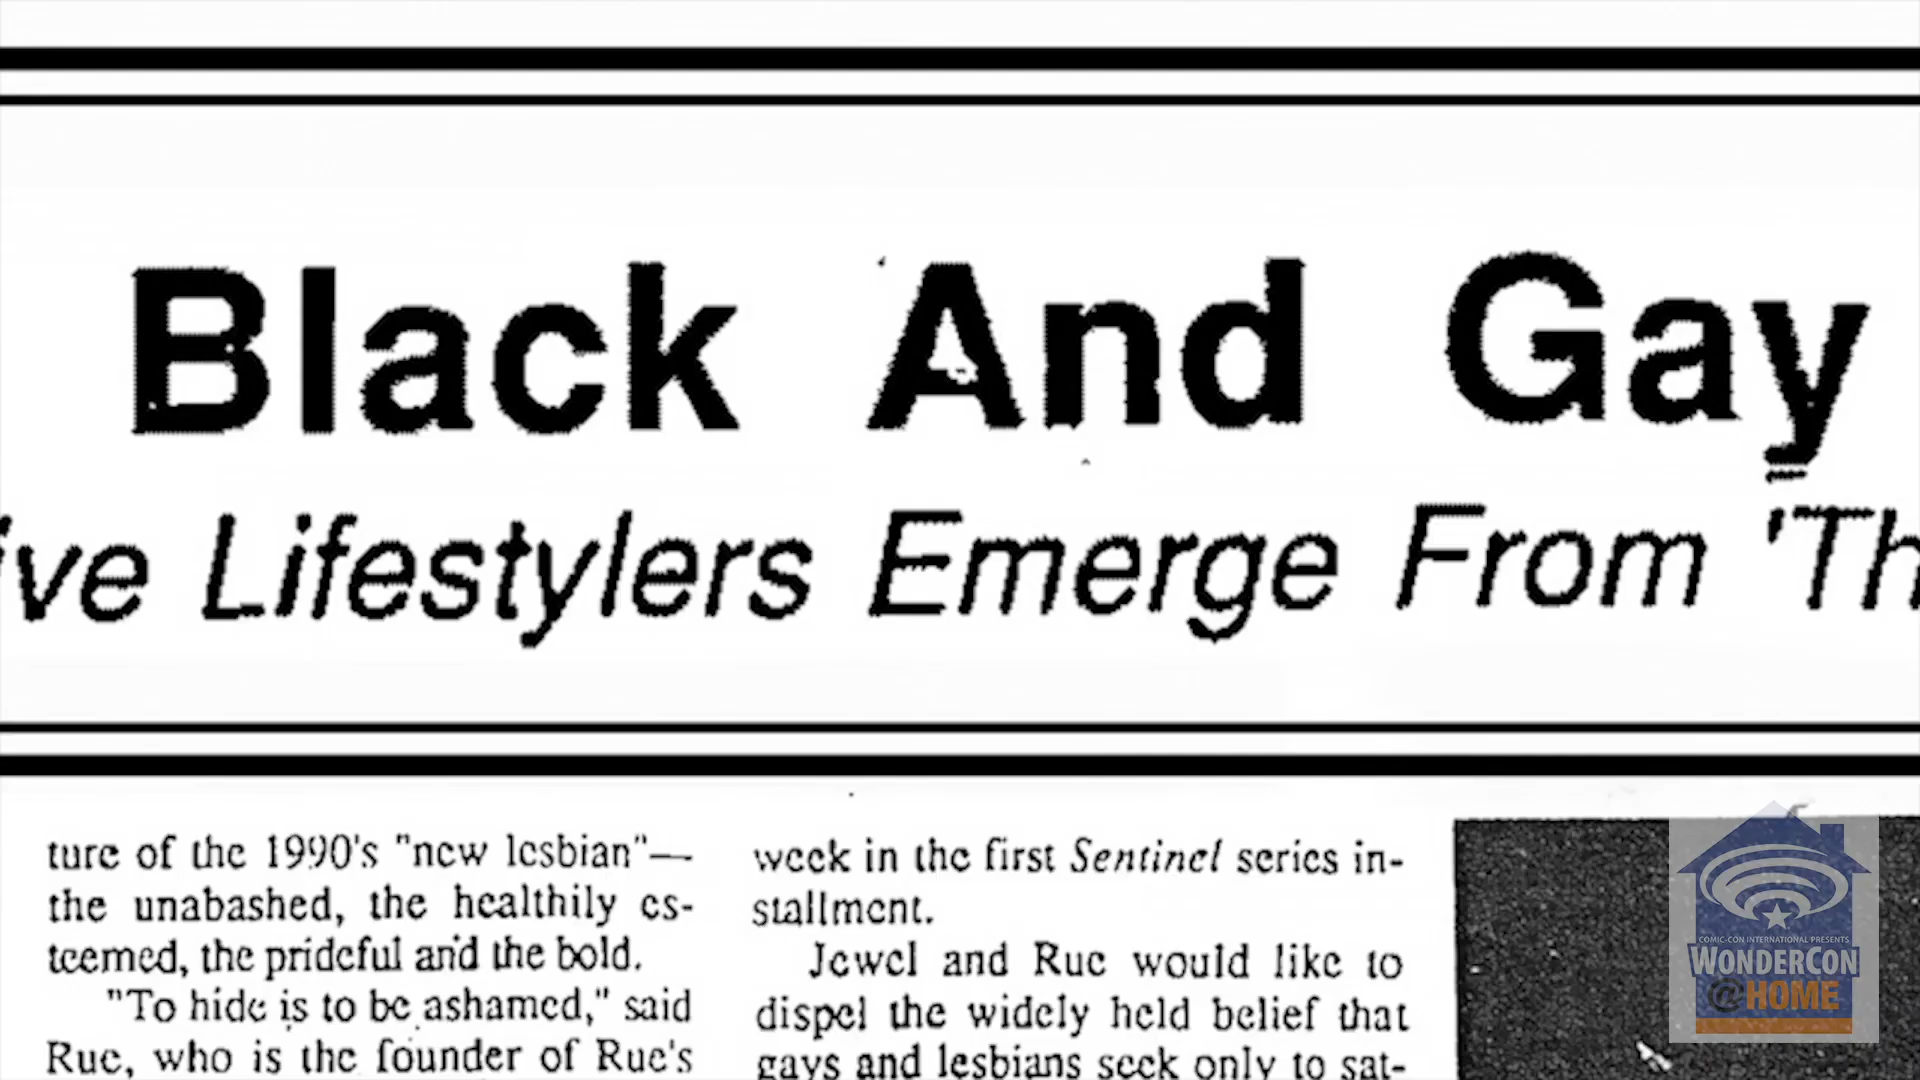 Black And Gay
ive Lifestylers Emerge From 'Th
ture of the 1990's "new lesbian"—
the unabashed, the healthily es-
teemed, the prideful and the bold.
"To hide is to be ashamed," said
Rue, who is the founder of Rue's
week in the first Sentinel series in-
stallment.
Jewel and Rue would like to
dispel the widely held belief that
gays and lesbians seek only to sat-
COMIC-CON INTERNATIONAL PRESENTS
WONDERCON
@HOME